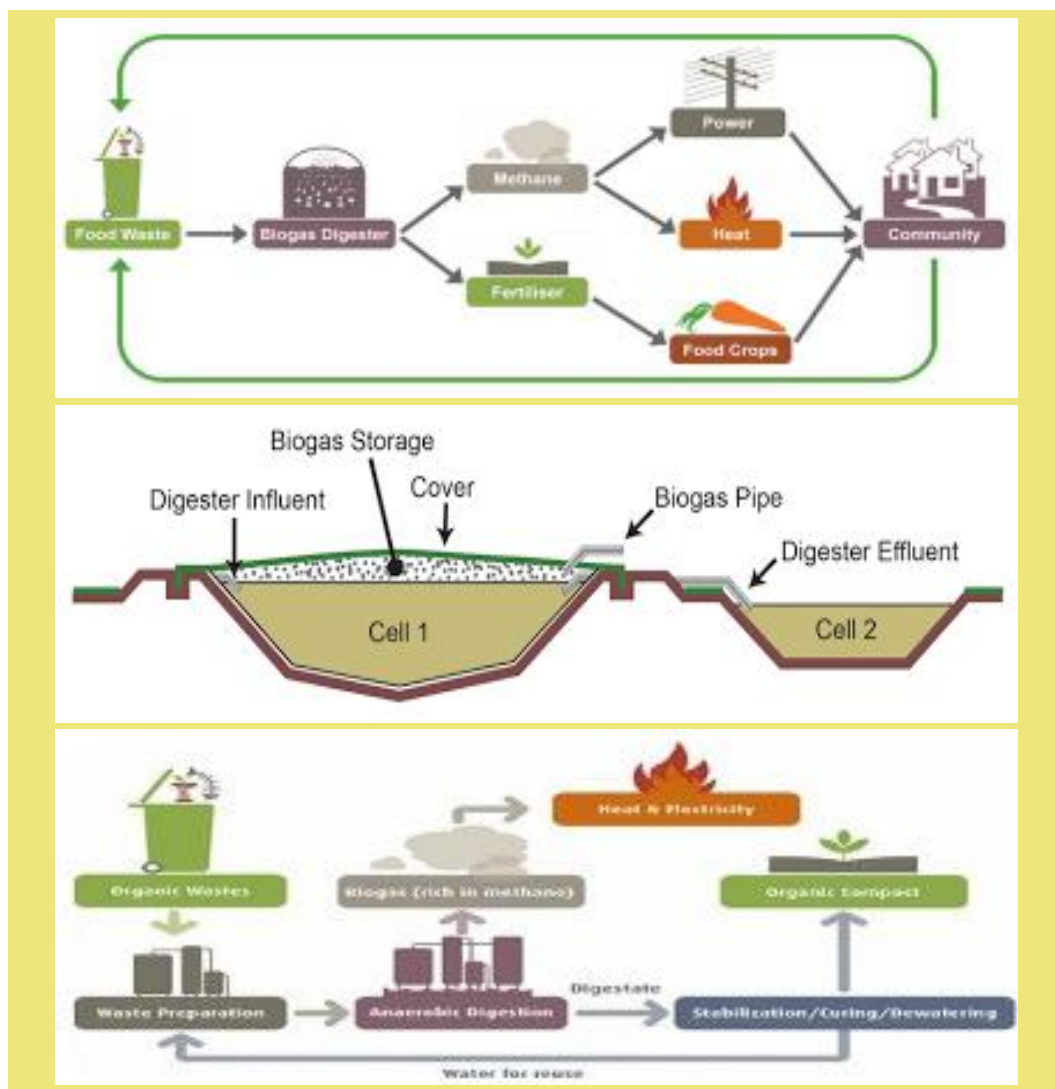 Power
Methane
Food Waste
Biogas Digester
Heat
Community
Fertiliser
Food Crops
Biogas Storage
Digester Influent
Cover
Biogas Pipe
Digester Effluent
Cell 1
Cell 2
Heat & Electricity
Organic Wastes
Biogas (rich in methane)
Organic Compost
Digestate
Waste Preparation
Anaerobic Digestion
Stabilization/Curing/Dewatering
Water for reuse